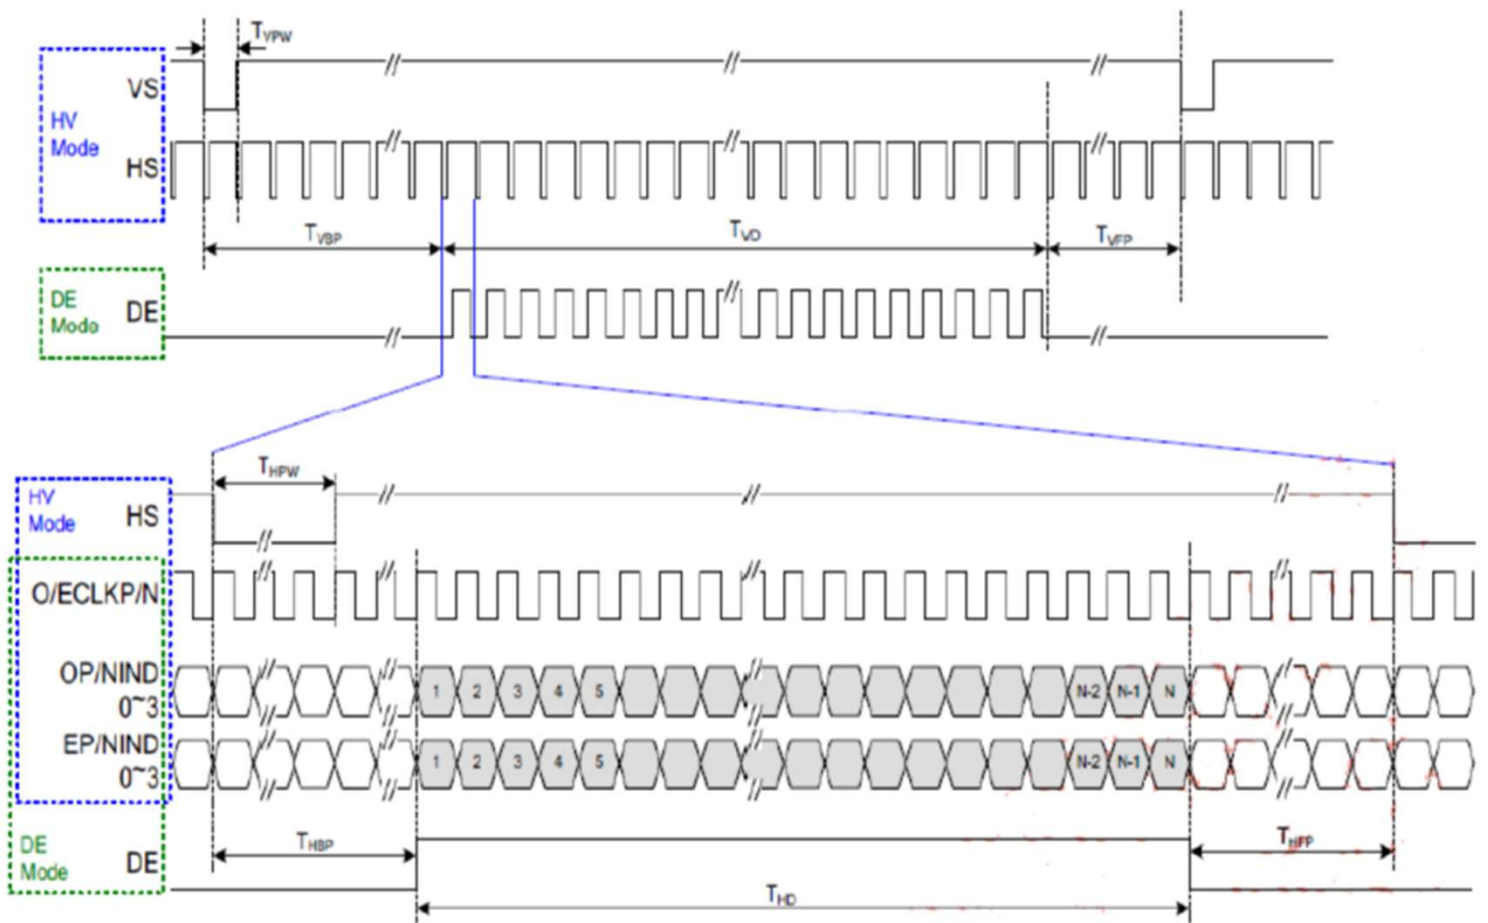 TVPW
VS
HV
Mode
HS
TVBP
TVD
TVFP
DE
Mode
DE
THPW
HV
Mode
HS
O/ECLKP/N
OP/NIND
0~3
1 2 3 4 5 N-2 N-1 N
EP/NIND
0~3
1 2 3 4 5 N-2 N-1 N
DE
Mode
DE
THBP
THFP
THD